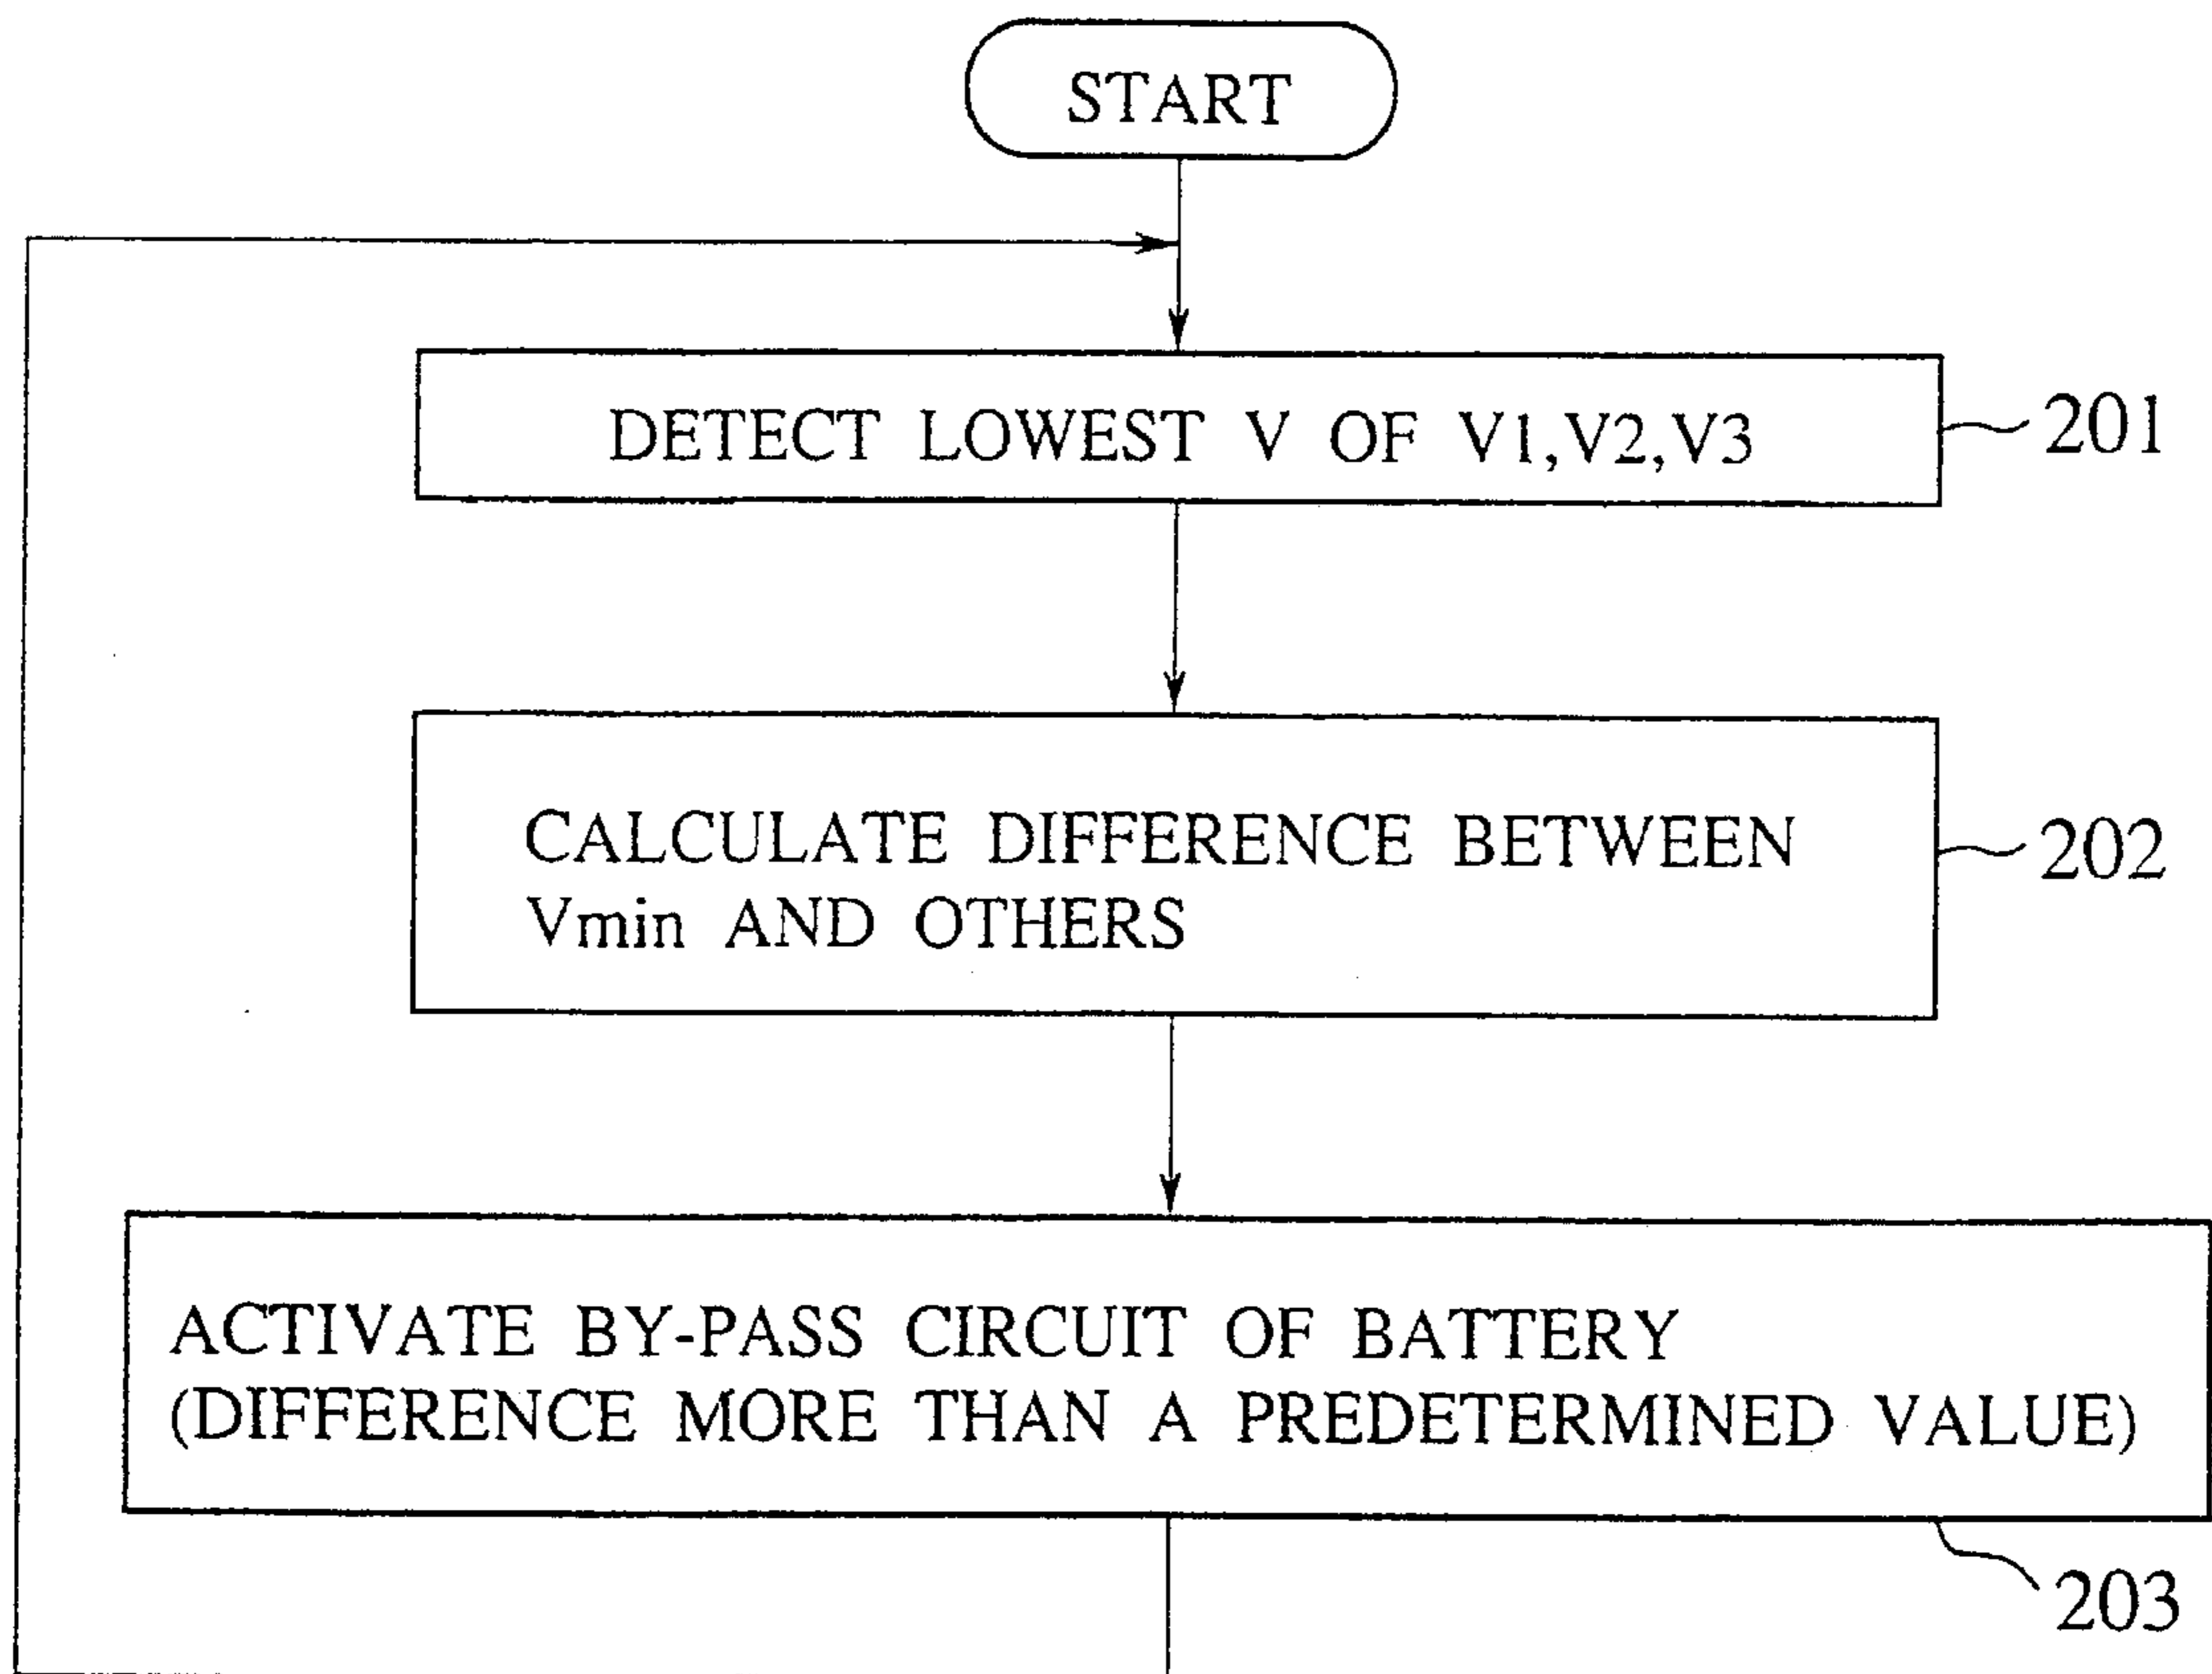 START
DETECT LOWEST V OF V1,V2,V3
201
CALCULATE DIFFERENCE BETWEEN
Vmin AND OTHERS
202
ACTIVATE BY-PASS CIRCUIT OF BATTERY
(DIFFERENCE MORE THAN A PREDETERMINED VALUE)
203